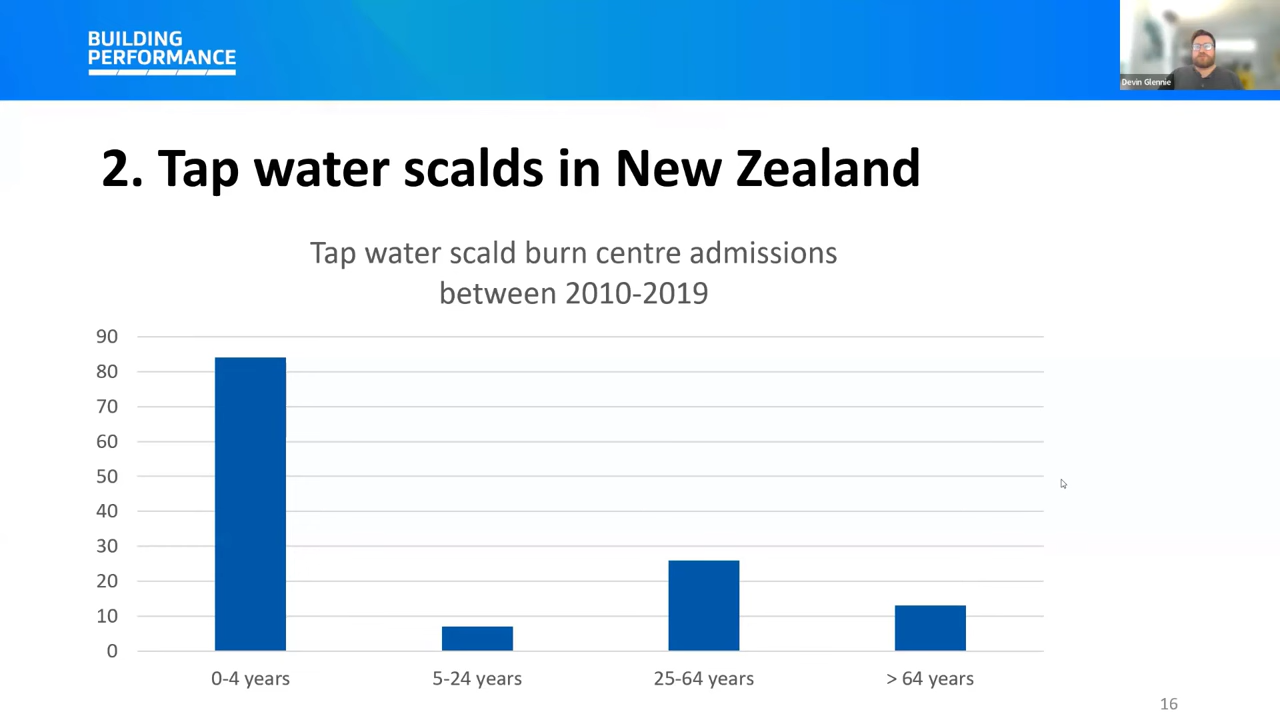 BUILDING
PERFORMANCE
Devin Glennie
2. Tap water scalds in New Zealand
Tap water scald burn centre admissions
between 2010-2019
90
80
70
60
50
40
30
20
10
0
0-4 years
5-24 years
25-64 years
> 64 years
16